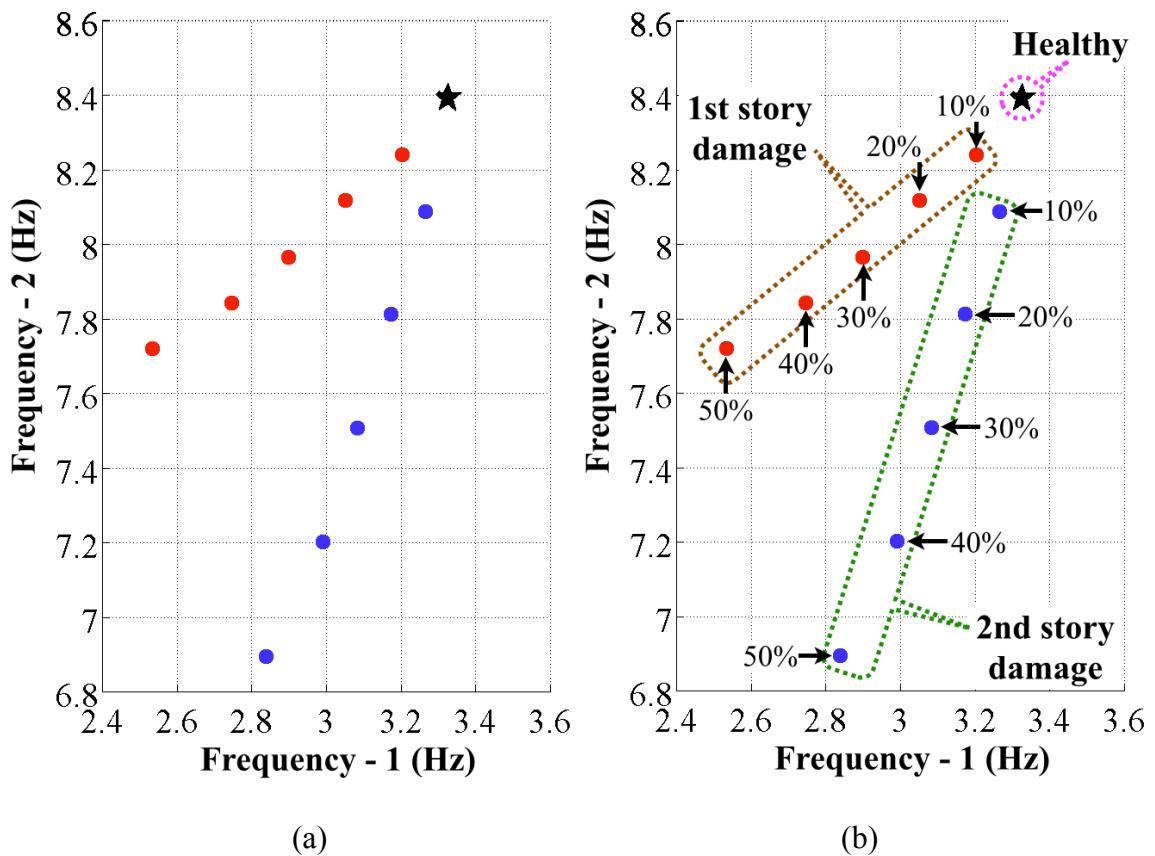 8.6
8.4
8.2
8
7.8
7.6
7.4
7.2
7
6.8
2.4 2.6 2.8 3 3.2 3.4 3.6
Frequency - 2 (Hz)
Frequency - 1 (Hz)
(a)
8.6
8.4
8.2
8
7.8
7.6
7.4
7.2
7
6.8
2.4 2.6 2.8 3 3.2 3.4 3.6
Frequency - 2 (Hz)
Frequency - 1 (Hz)
Healthy
1st story
damage
10%
20%
30%
40%
50%
10%
20%
30%
40%
50%
2nd story
damage
(b)